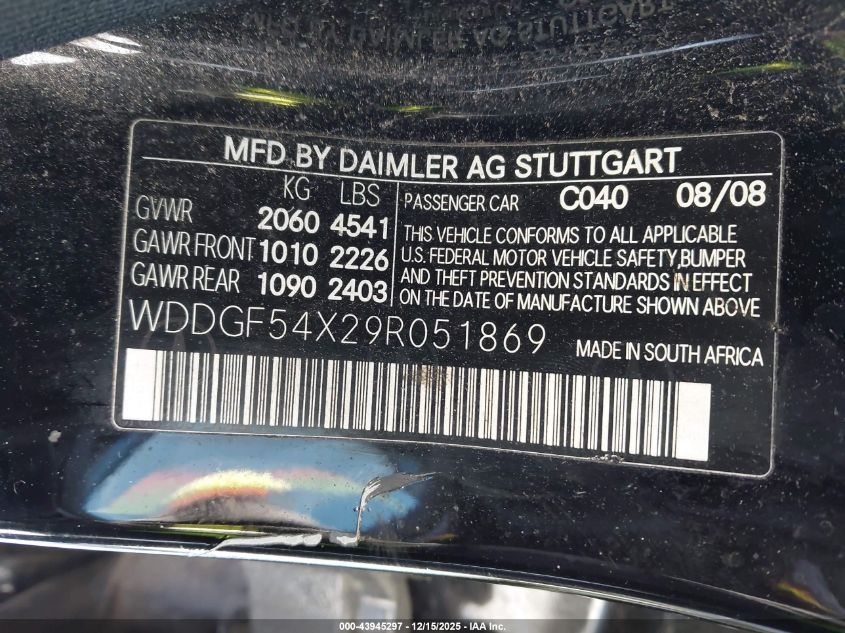 MFD BY DAIMLER AG STUTTGART
KG LBS
GVWR 2060 4541
GAWR FRONT 1010 2226
GAWR REAR 1090 2403
PASSENGER CAR C040 08/08
THIS VEHICLE CONFORMS TO ALL APPLICABLE
U.S. FEDERAL MOTOR VEHICLE SAFETY,BUMPER
AND THEFT PREVENTION STANDARDS IN EFFECT
ON THE DATE OF MANUFACTURE SHOWN ABOVE
WDDGF54X29R051869
MADE IN SOUTH AFRICA
000-43945297 - 12/15/2025 - IAA Inc.